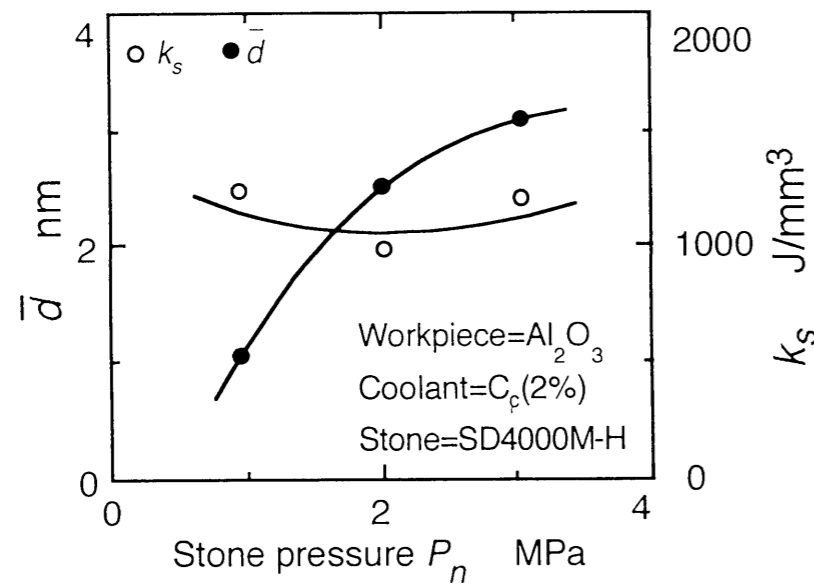 4
2000
k_s
d̄
d̄ nm
2
1000
k_s J/mm³
Workpiece=Al₂O₃
Coolant=C_c(2%)
Stone=SD4000M-H
0
0
0
2
4
Stone pressure P_n MPa